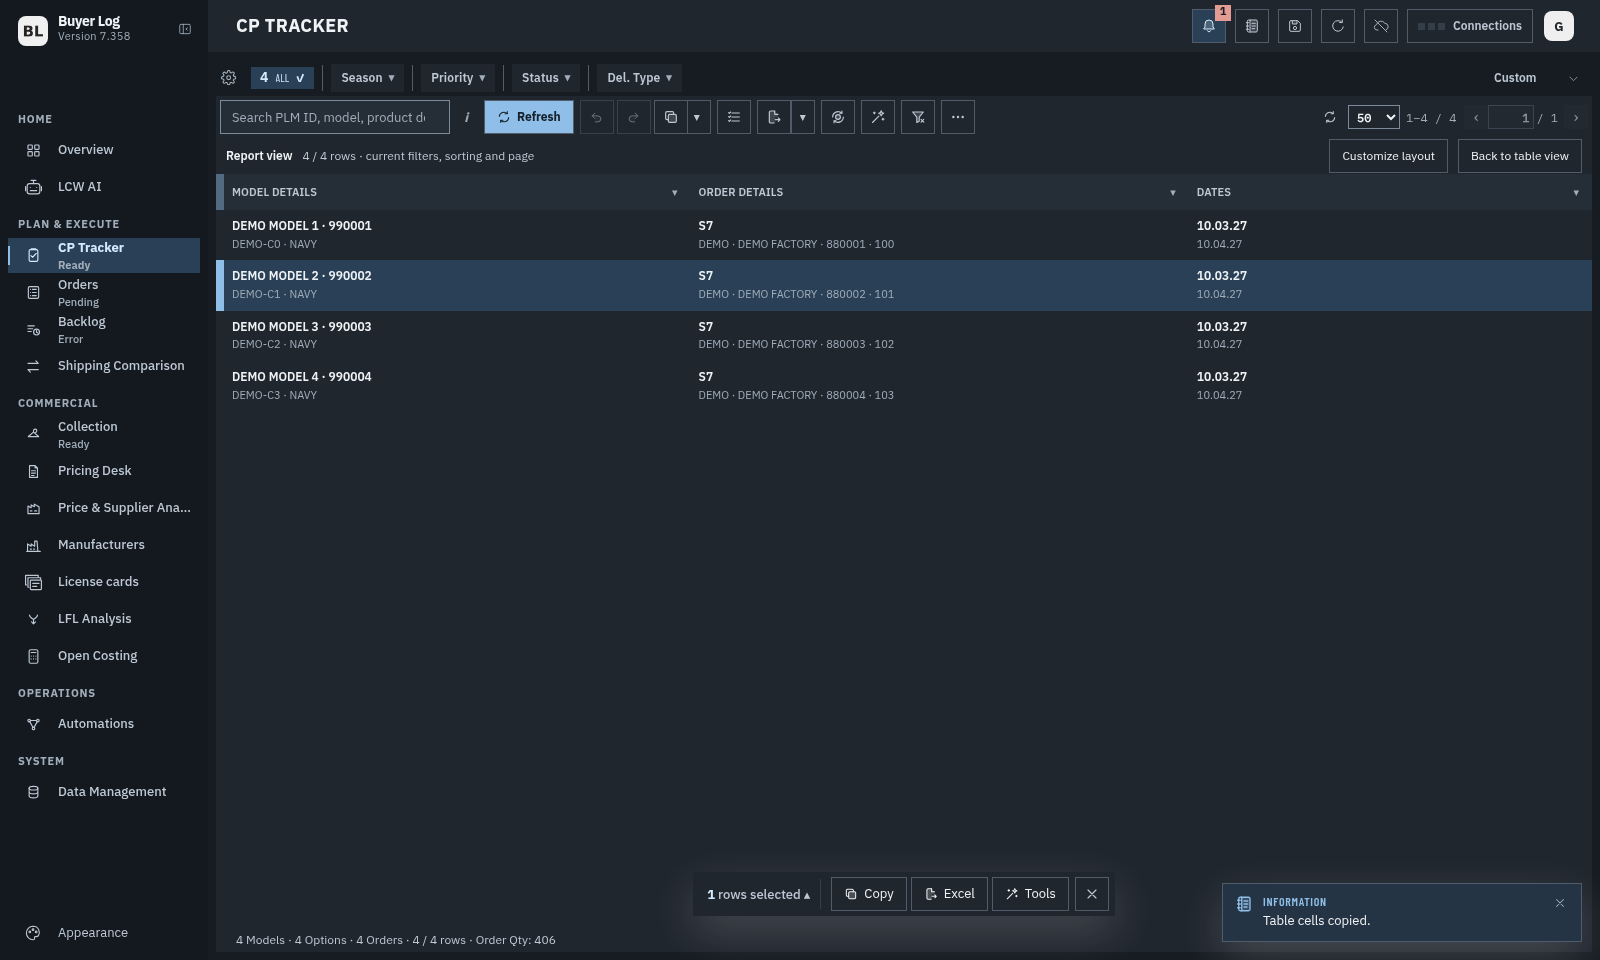 BL
Buyer Log
Version 7.358
HOME
Overview
LCW AI
PLAN & EXECUTE
CP Tracker
Ready
Orders
Pending
Backlog
Error
Shipping Comparison
COMMERCIAL
Collection
Ready
Pricing Desk
Price & Supplier Ana...
Manufacturers
License cards
LFL Analysis
Open Costing
OPERATIONS
Automations
SYSTEM
Data Management
Appearance
CP TRACKER
1
Connections
G
4 ALL
Season
Priority
Status
Del. Type
Custom
Search PLM ID, model, product de
i
Refresh
50
1–4 / 4
1 / 1
Report view 4 / 4 rows · current filters, sorting and page
Customize layout
Back to table view
MODEL DETAILS ORDER DETAILS DATES
DEMO MODEL 1 · 990001 S7 10.03.27
DEMO-C0 · NAVY DEMO · DEMO FACTORY · 880001 · 100 10.04.27
DEMO MODEL 2 · 990002 S7 10.03.27
DEMO-C1 · NAVY DEMO · DEMO FACTORY · 880002 · 101 10.04.27
DEMO MODEL 3 · 990003 S7 10.03.27
DEMO-C2 · NAVY DEMO · DEMO FACTORY · 880003 · 102 10.04.27
DEMO MODEL 4 · 990004 S7 10.03.27
DEMO-C3 · NAVY DEMO · DEMO FACTORY · 880004 · 103 10.04.27
1 rows selected
Copy
Excel
Tools
INFORMATION
Table cells copied.
4 Models · 4 Options · 4 Orders · 4 / 4 rows · Order Qty: 406